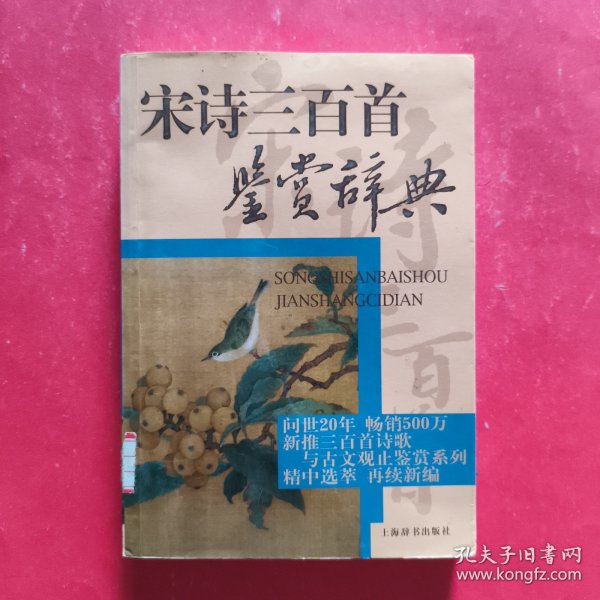 宋诗三百首
鉴赏辞典
SONGSHISANBAISHOU
JIANSHANGCIDIAN
问世20年 畅销500万
新推三百首诗歌
与古文观止鉴赏系列
精中选萃 再续新编
上海辞书出版社
孔夫子旧书网
www.kongfz.com